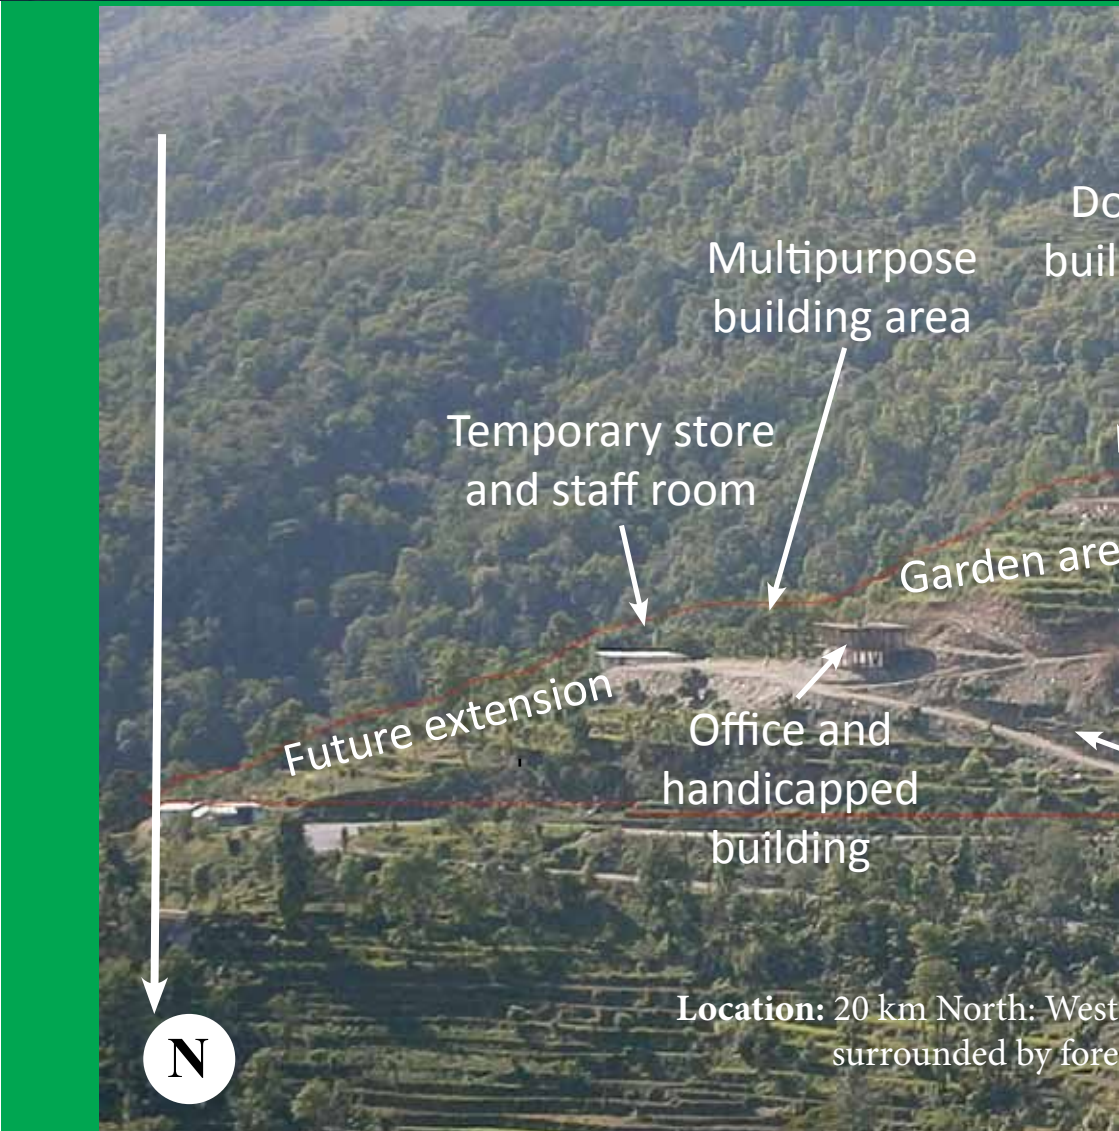 Multipurpose
building area
Temporary store
and staff room
Garden
Future extension
Office and
handicapped
building
Location: 20 km North: West
surrounded by
N